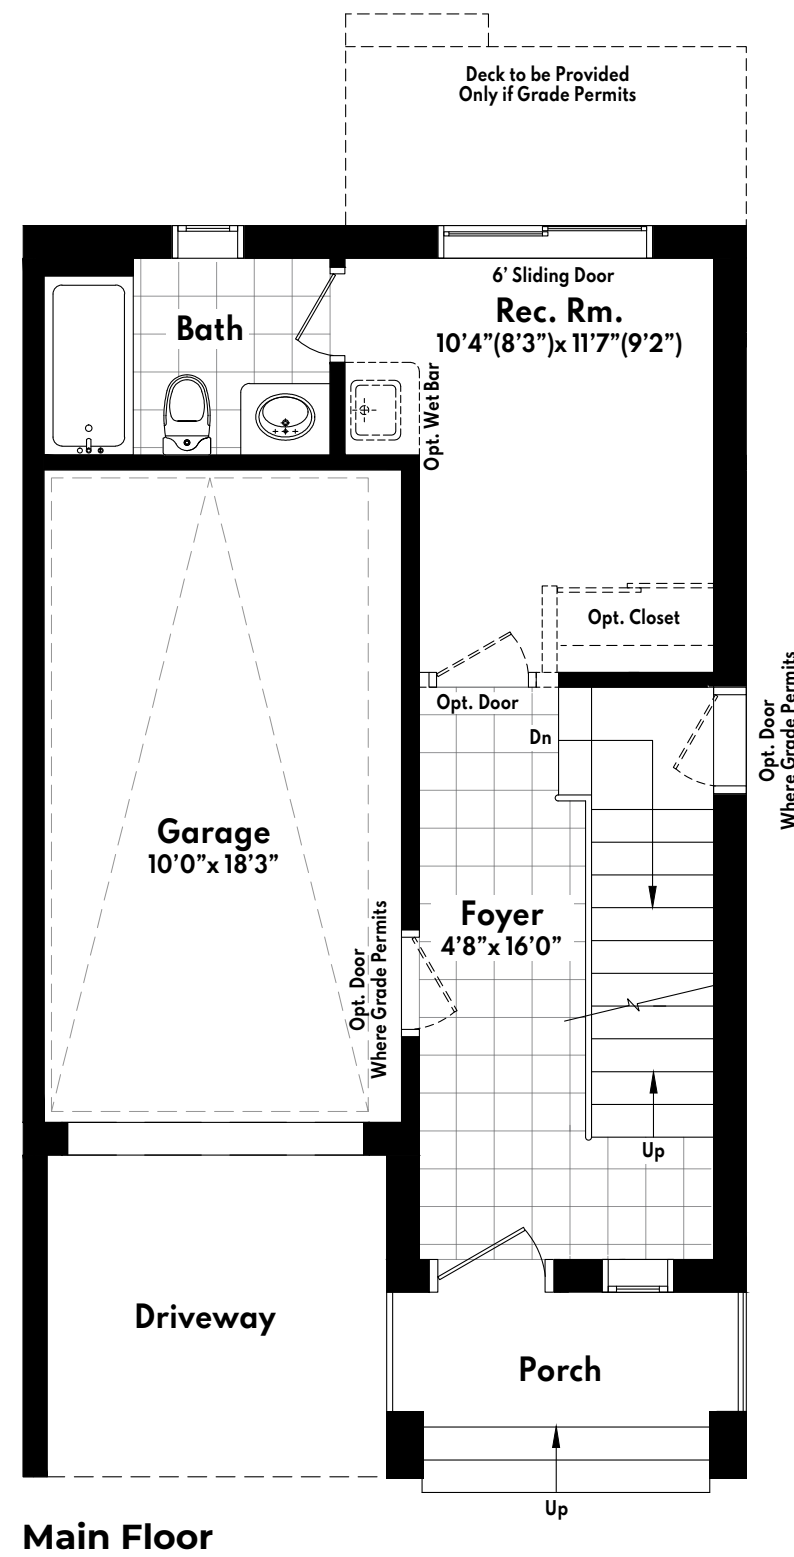 Deck to be Provided
Only if Grade Permits
6’ Sliding Door
Rec. Rm.
10’4”(8’3”)x 11’7”(9’2”)
Bath
Opt. Wet Bar
Opt. Closet
Opt. Door
Dn
Opt. Door
Where Grade Permits
Garage
10’0”x 18’3”
Foyer
4’8”x 16’0”
Opt. Door
Where Grade Permits
Up
Driveway
Porch
Up
Main Floor